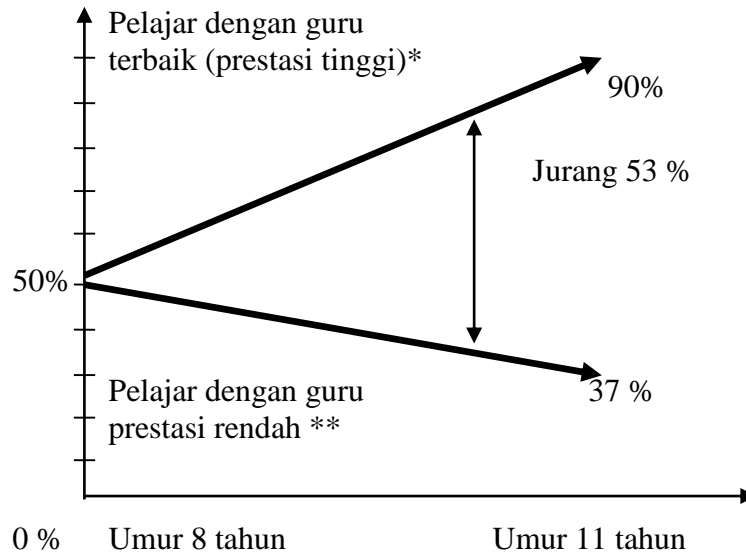 Pelajar dengan guru
terbaik (prestasi tinggi)*
90%
Jurang 53 %
50%
Pelajar dengan guru
prestasi rendah **
37 %
0 %
Umur 8 tahun
Umur 11 tahun